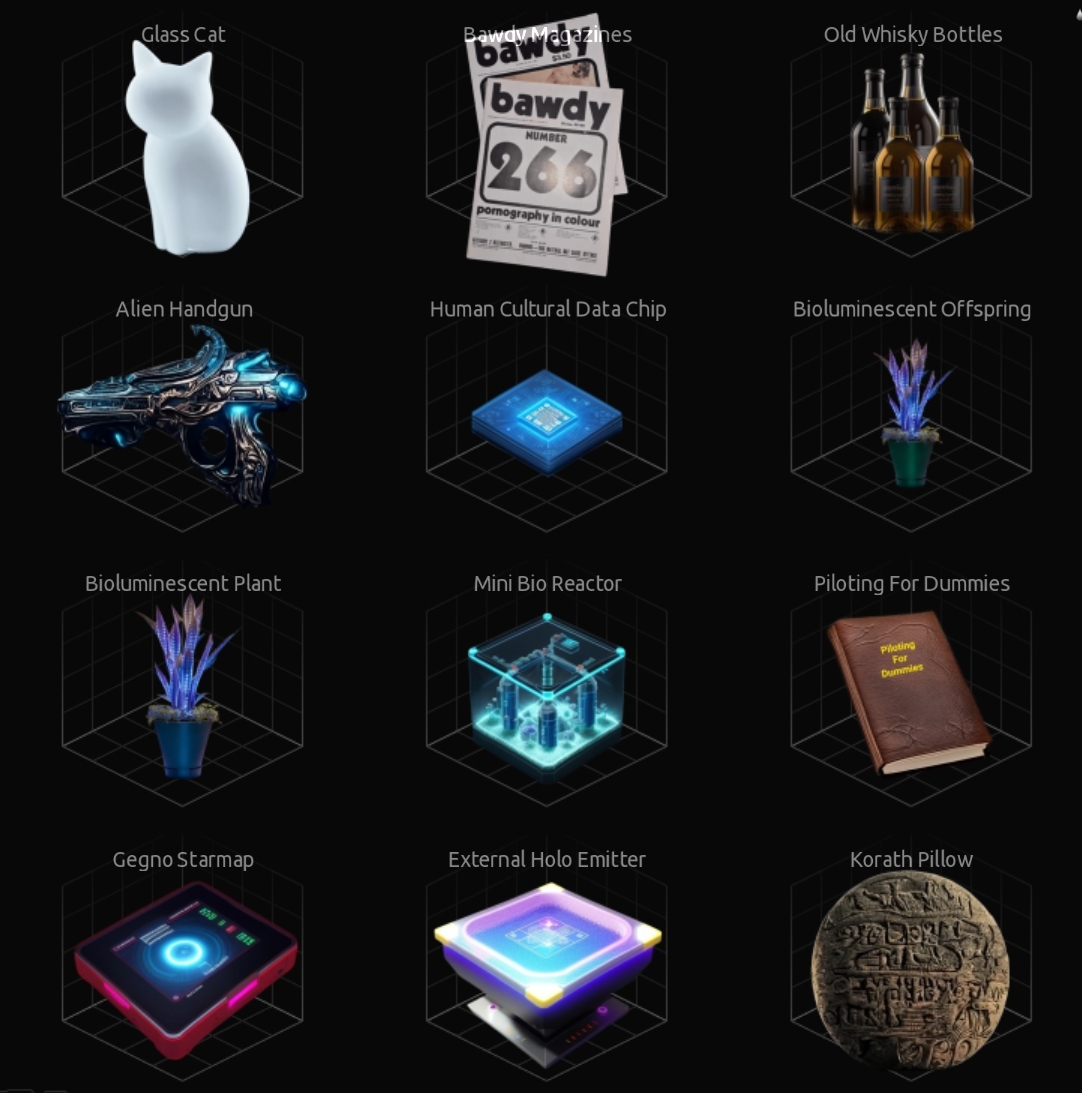 Glass Cat
Bawdy Magazines
Old Whisky Bottles
bawdy
bawdy
NUMBER
266
pornography in colour
Alien Handgun
Human Cultural Data Chip
Bioluminescent Offspring
Bioluminescent Plant
Mini Bio Reactor
Piloting For Dummies
Piloting
For
Dummies
Gegno Starmap
External Holo Emitter
Korath Pillow